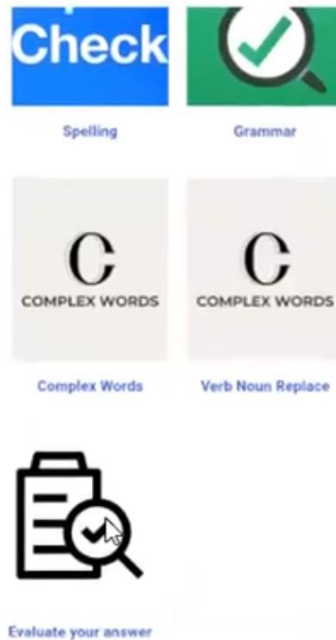 Check
Spelling
Grammar
C
COMPLEX WORDS
C
COMPLEX WORDS
Complex Words
Verb Noun Replace
Evaluate your answer